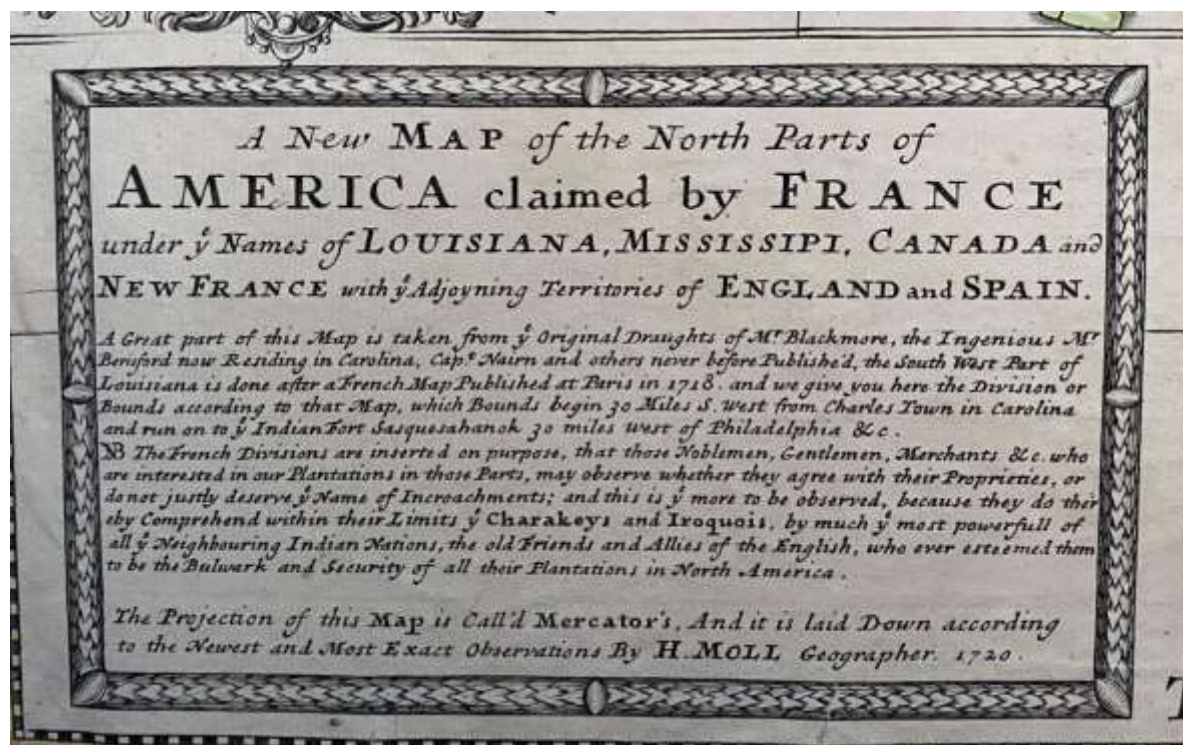 A New MAP of the North Parts of
AMERICA claimed by FRANCE
under yᵉ Names of LOUISIANA, MISSISSIPI, CANADA and
NEW FRANCE with yᵉ Adjoyning Territories of ENGLAND and SPAIN.
A Great part of this Map is taken from yᵉ Original Draughts of Mʳ Blackmore, the Ingenious Mʳ
Berisford now Residing in Carolina, Capᵗ Nairn and others never before Publishe'd, the South West Part of
Louisiana is done after a French Map Published at Paris in 1718. and we give you here the Division or
Bounds according to that Map, which Bounds begin 30 Miles S. West from Charles Town in Carolina
and run on to yᵉ Indian Fort Sasquesahanok 30 miles West of Philadelphia &c.
NB The French Divisions are inserted on purpose, that those Noblemen, Gentlemen, Merchants &c. who
are interested in our Plantations in those Parts, may observe whether they agree with their Proprieties, or
do not justly deserve yᵉ Name of Incroachments; and this is yᵉ more to be observed, because they do ther
eby Comprehend within their Limits yᵉ Charakeys and Iroquois, by much yᵉ most powerfull of
all yᵉ Neighbouring Indian Nations, the old Friends and Allies of the English, who ever esteemed them
to be the Bulwark and Security of all their Plantations in North America.
The Projection of this Map is Call'd Mercator's, And it is laid Down according
to the Newest and Most Exact Observations By H. MOLL Geographer. 1720.